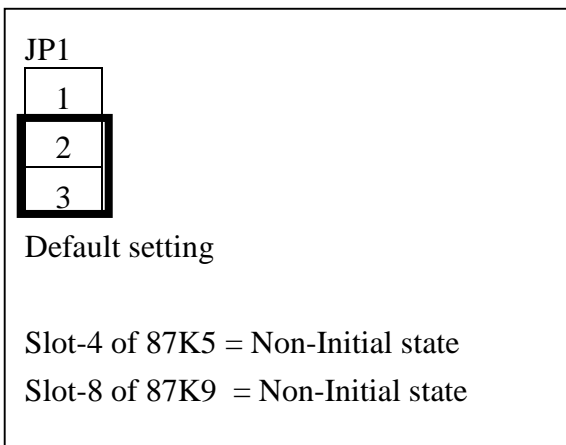 JP1
1
2
3
Default setting
Slot-4 of 87K5 = Non-Initial state
Slot-8 of 87K9  = Non-Initial state